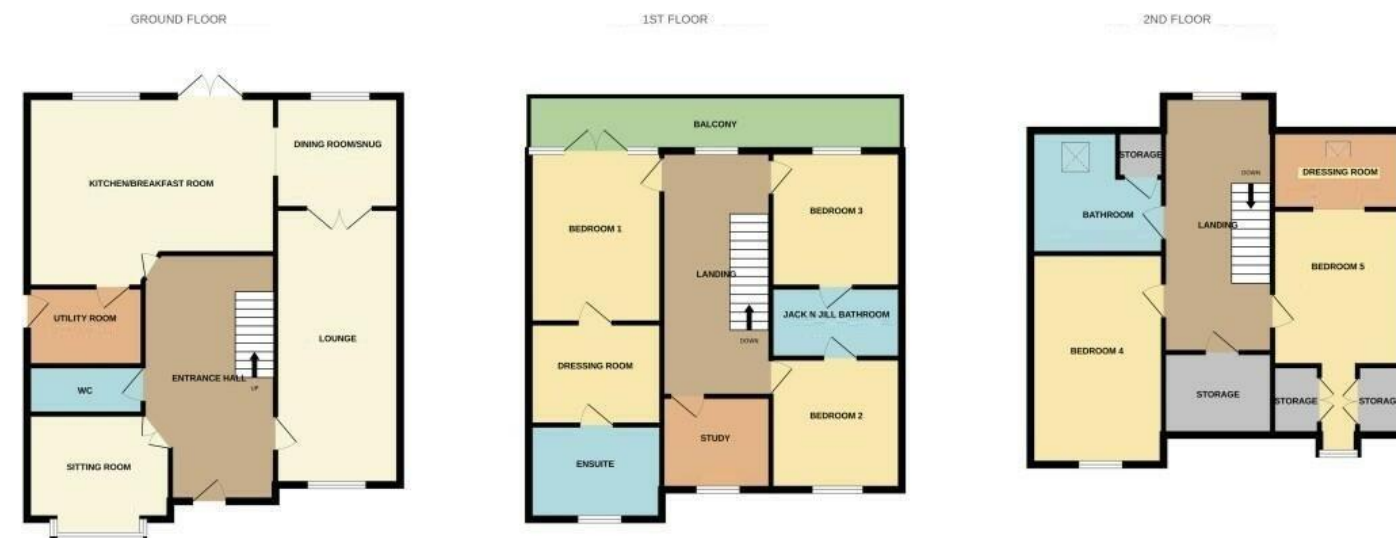 GROUND FLOOR
KITCHEN/BREAKFAST ROOM
DINING ROOM/SNUG
UTILITY ROOM
LOUNGE
WC
ENTRANCE HALL
UP
SITTING ROOM
1ST FLOOR
BALCONY
BEDROOM 1
BEDROOM 3
LANDING
JACK N JILL BATHROOM
DOWN
DRESSING ROOM
BEDROOM 2
STUDY
ENSUITE
2ND FLOOR
STORAGE
DOWN
DRESSING ROOM
BATHROOM
LANDING
BEDROOM 5
BEDROOM 4
STORAGE
STORAGE
STORAG